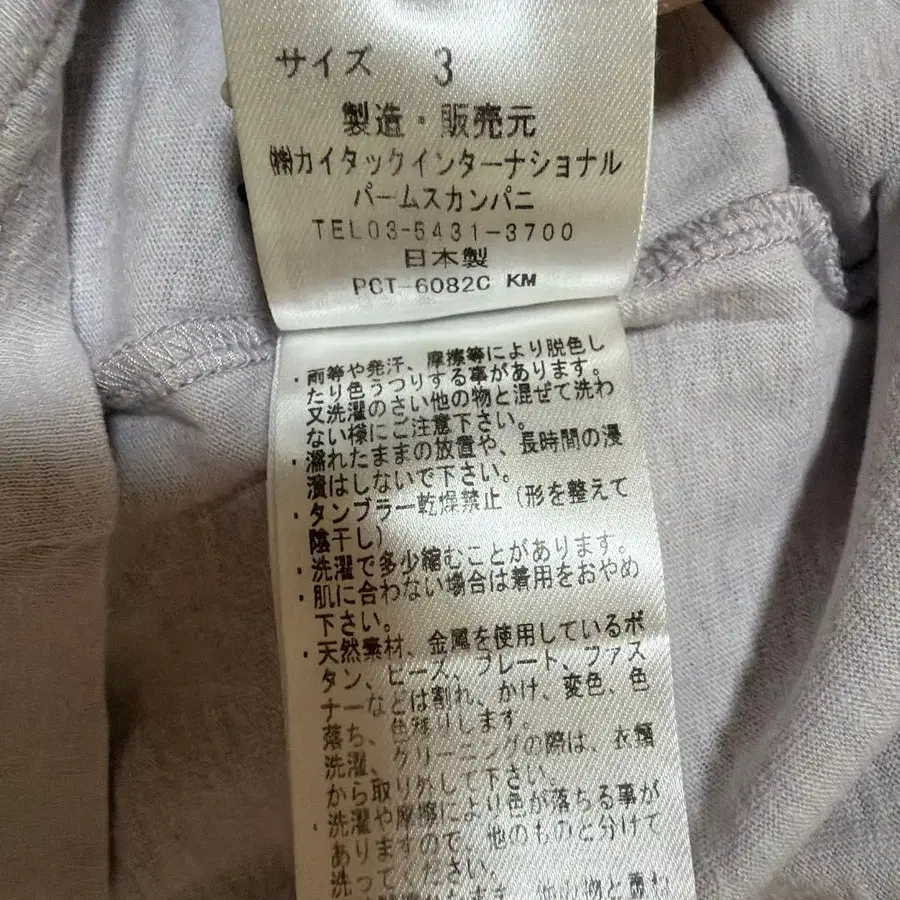 サイズ 3
製造・販売元
㈱カイタックインターナショナル
パームスカンパニ
TEL03-5431-3700
日本製
PCT-6082C KM
・雨等や発汗、摩擦等により脱色し
たり色うつりする事があります。
又洗濯のさい他の物と混ぜて洗わ
ない様にご注意下さい。
・濡れたままの放置や、長時間の浸
漬はしないで下さい。
・タンブラー乾燥禁止(形を整えて
陰干し)
・洗濯で多少縮むことがあります。
・肌に合わない場合は着用をおやめ
下さい。
・天然素材、金属を使用しているボ
タン、ビーズ、プレート、ファス
ナーなどは割れ、かけ、変色、色
落ち、色残りします。
洗濯、クリーニングの際は、衣類
から取り外して下さい。
・洗濯や摩擦により色が落ちる事が
ありますので、他のものと分けて
洗ってください。
他の物と